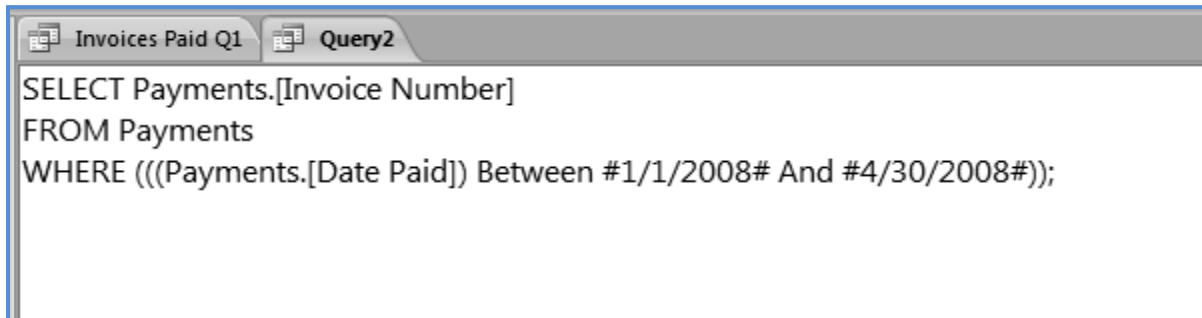 Invoices Paid Q1 Query2
SELECT Payments.[Invoice Number]
FROM Payments
WHERE (((Payments.[Date Paid]) Between #1/1/2008# And #4/30/2008#));